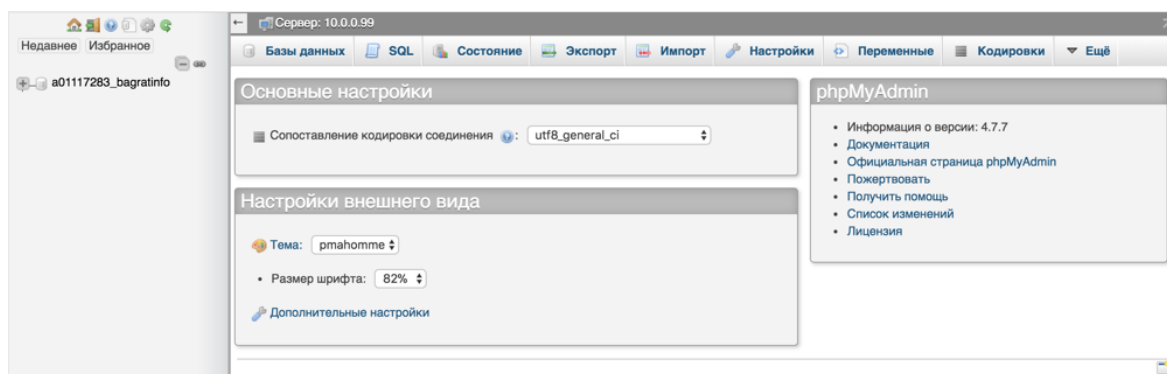 Недавнее Избранное
a01117283_bagratinfo
Сервер: 10.0.0.99
Базы данных SQL Состояние Экспорт Импорт Настройки Переменные Кодировки Ещё
Основные настройки
Сопоставление кодировки соединения : utf8_general_ci
Настройки внешнего вида
Тема: pmahomme
Размер шрифта: 82%
Дополнительные настройки
phpMyAdmin
Информация о версии: 4.7.7
Документация
Официальная страница phpMyAdmin
Пожертвовать
Получить помощь
Список изменений
Лицензия